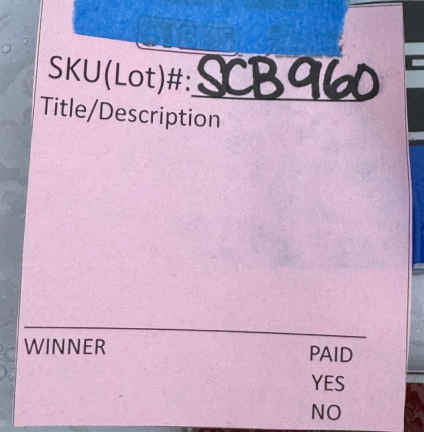 SKU(Lot)#: SCB960
Title/Description
WINNER PAID
YES
NO